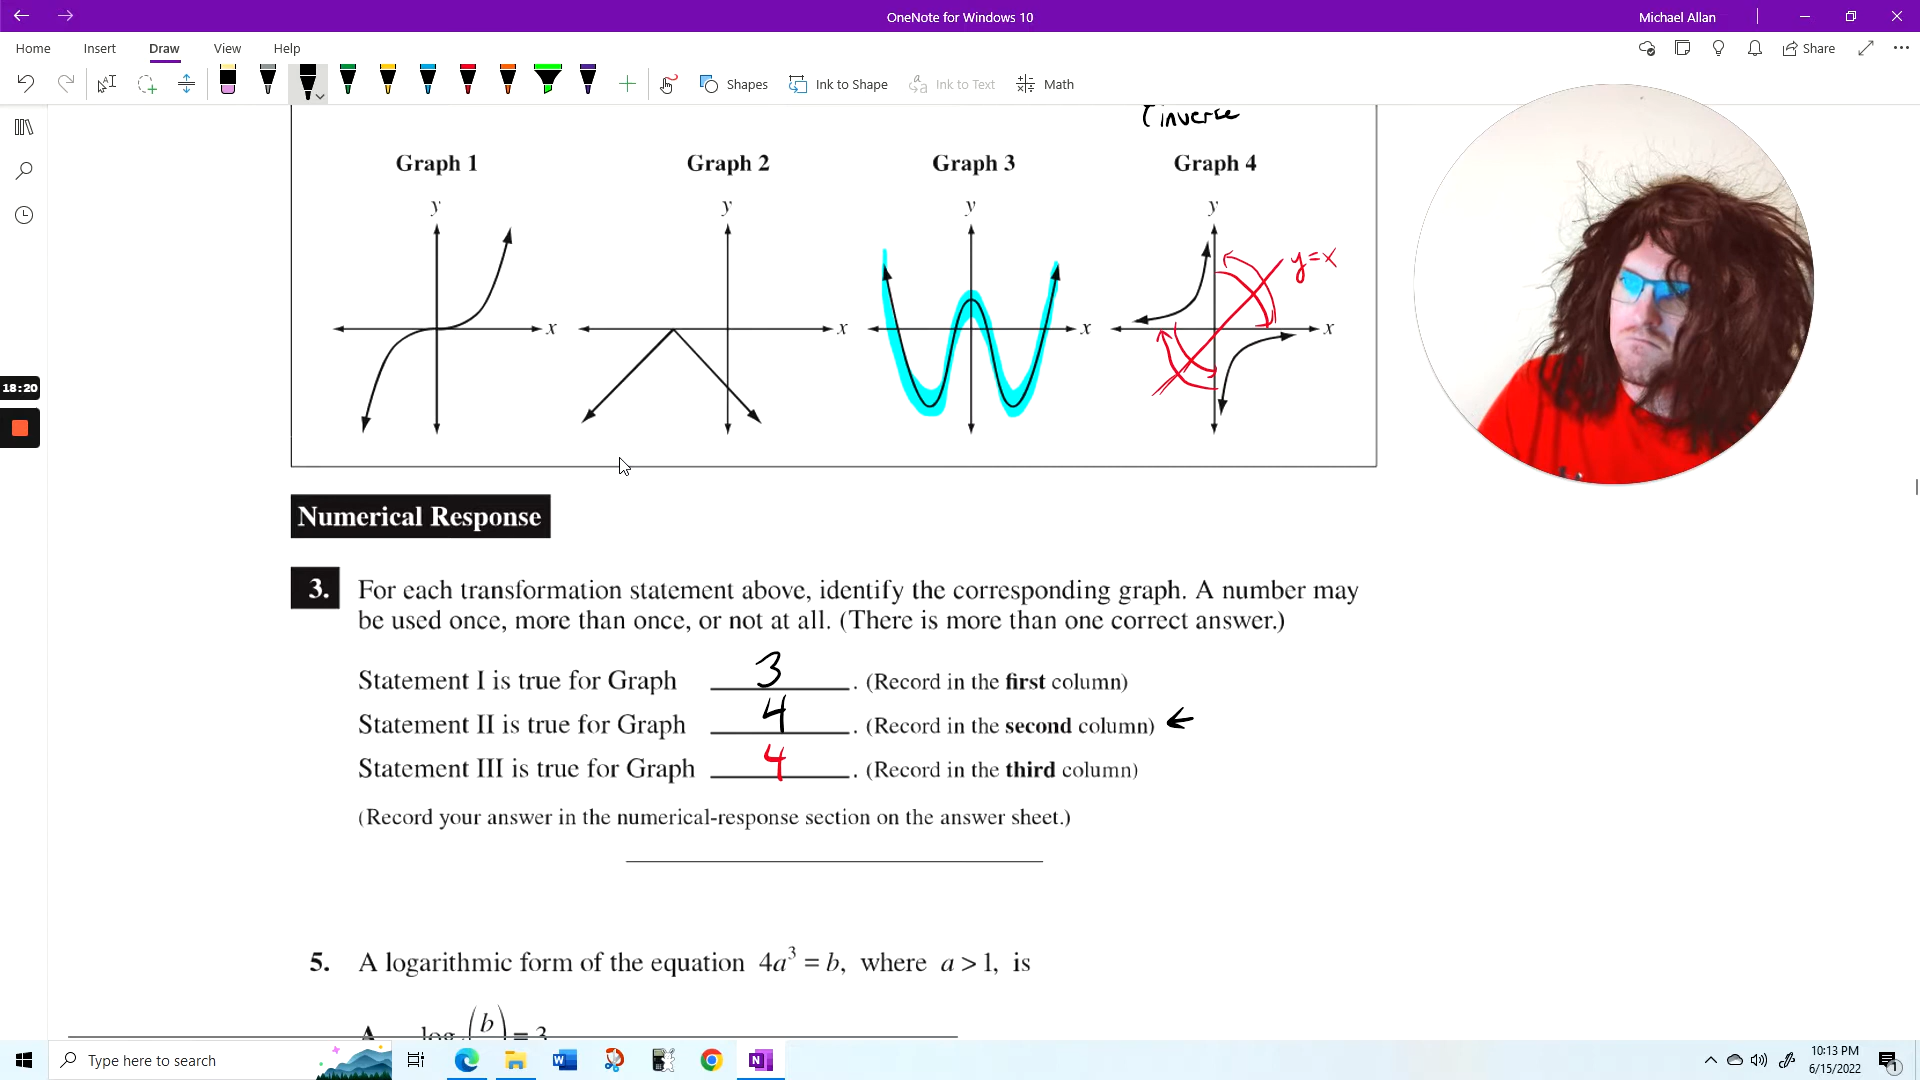 OneNote for Windows 10
Michael Allan
Home Insert Draw View Help
Share
Shapes Ink to Shape Ink to Text Math
inverse
Graph 1 Graph 2 Graph 3 Graph 4
y y y y
y=x
x x x x
18:20
Numerical Response
3. For each transformation statement above, identify the corresponding graph. A number may
be used once, more than once, or not at all. (There is more than one correct answer.)
Statement I is true for Graph 3. (Record in the first column)
Statement II is true for Graph 4. (Record in the second column) ←
Statement III is true for Graph 4. (Record in the third column)
(Record your answer in the numerical-response section on the answer sheet.)
5. A logarithmic form of the equation 4a³ = b, where a > 1, is
A. log (b) = 3
Type here to search
10:13 PM
6/15/2022
1